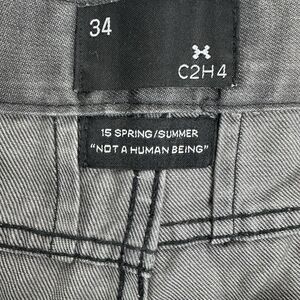 34
C2H4
15 SPRING/SUMMER
"NOT A HUMAN BEING"